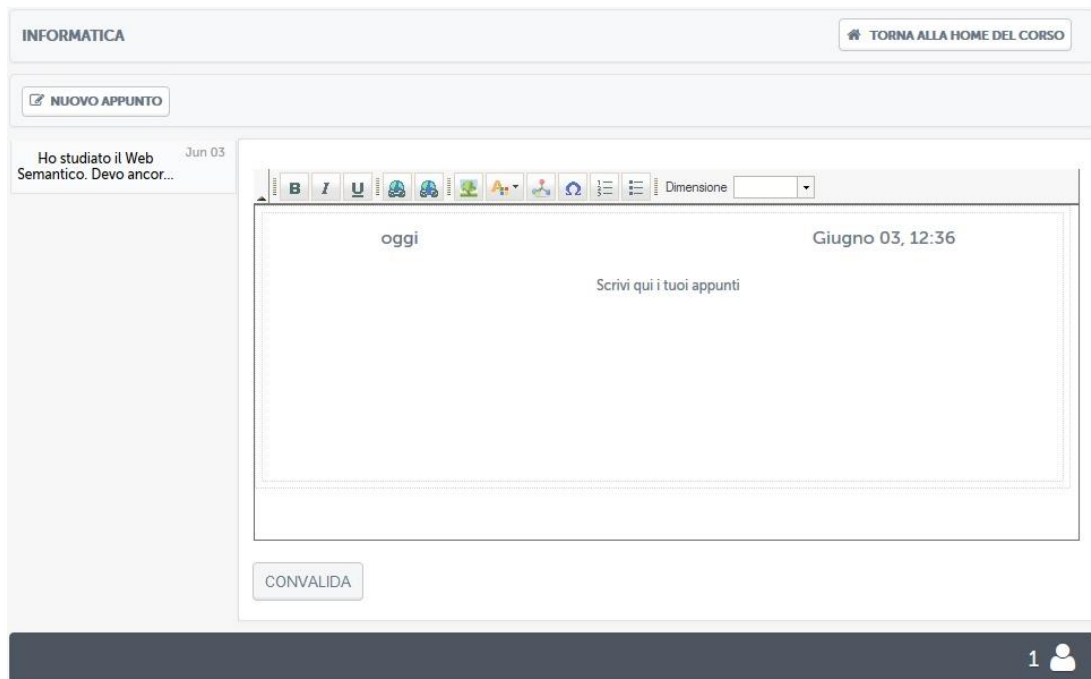 INFORMATICA
TORNA ALLA HOME DEL CORSO
NUOVO APPUNTO
Ho studiato il Web Jun 03
Semantico. Devo ancor...
B I U A Ω Dimensione
oggi Giugno 03, 12:36
Scrivi qui i tuoi appunti
CONVALIDA
1